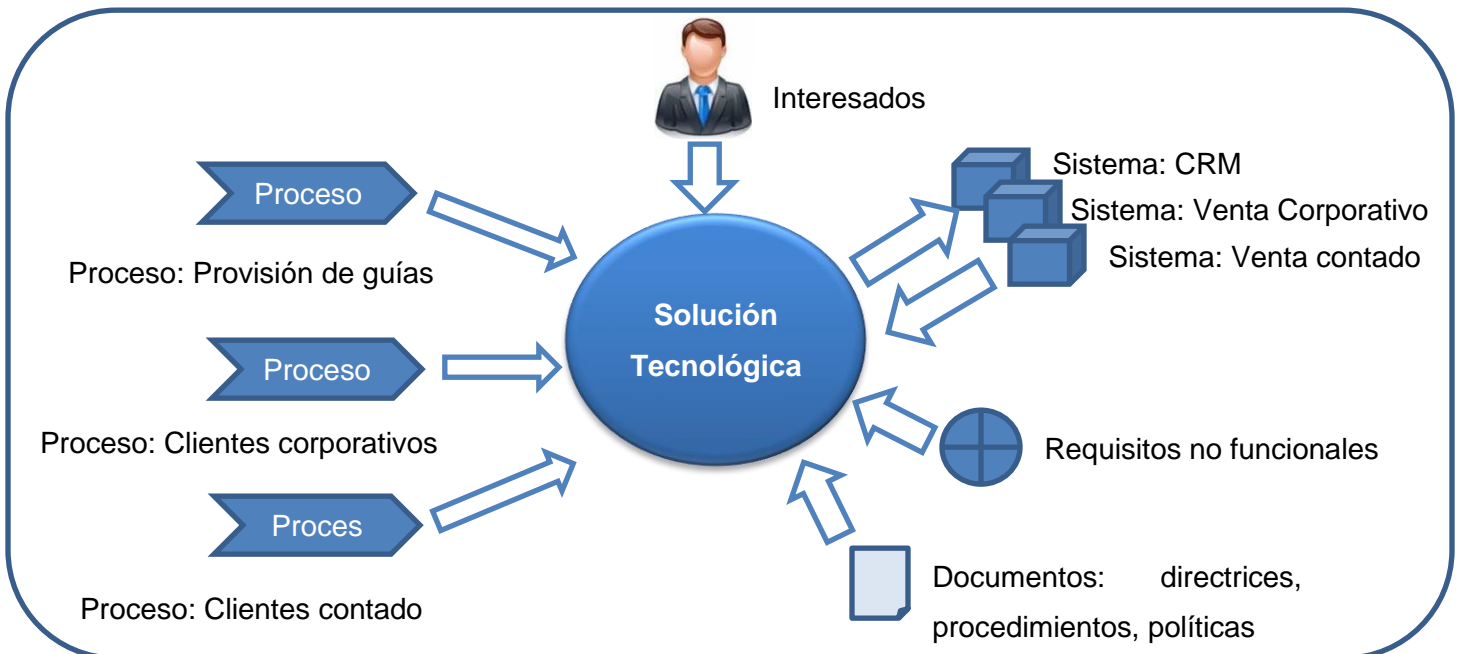 Interesados
Proceso
Proceso: Provisión de guías
Proceso
Proceso: Clientes corporativos
Proces
Proceso: Clientes contado
Solución
Tecnológica
Sistema: CRM
Sistema: Venta Corporativo
Sistema: Venta contado
Requisitos no funcionales
Documentos: directrices,
procedimientos, políticas